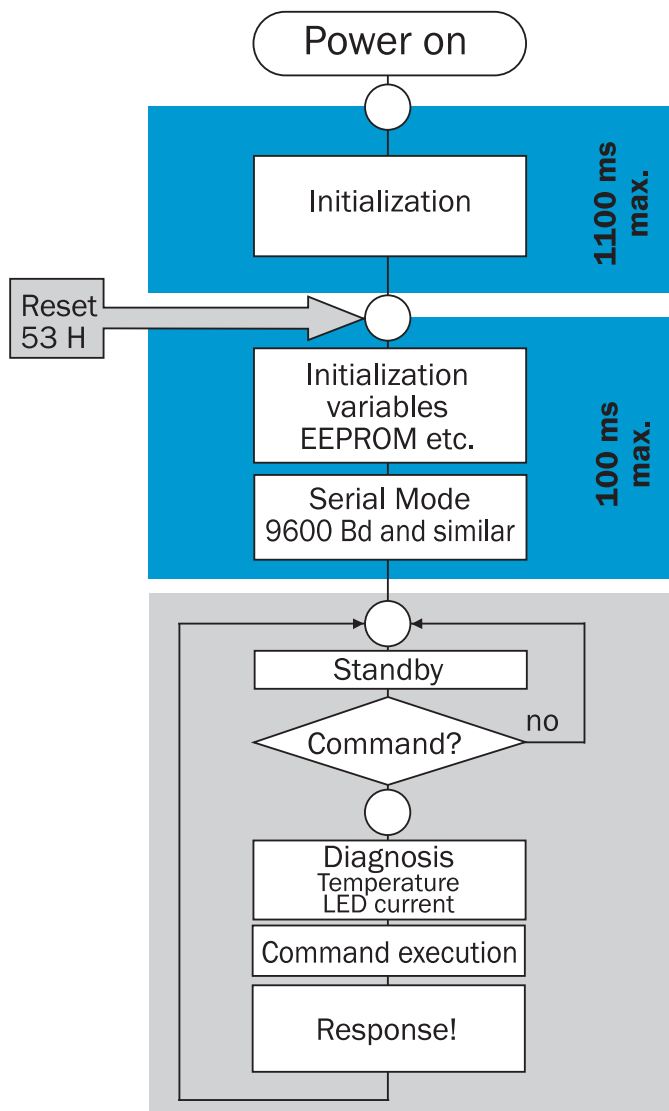 Power on
Initialization
1100 ms
max.
Reset
53 H
Initialization
variables
EEPROM etc.
Serial Mode
9600 Bd and similar
100 ms
max.
Standby
Command?
no
Diagnosis
Temperature
LED current
Command execution
Response!